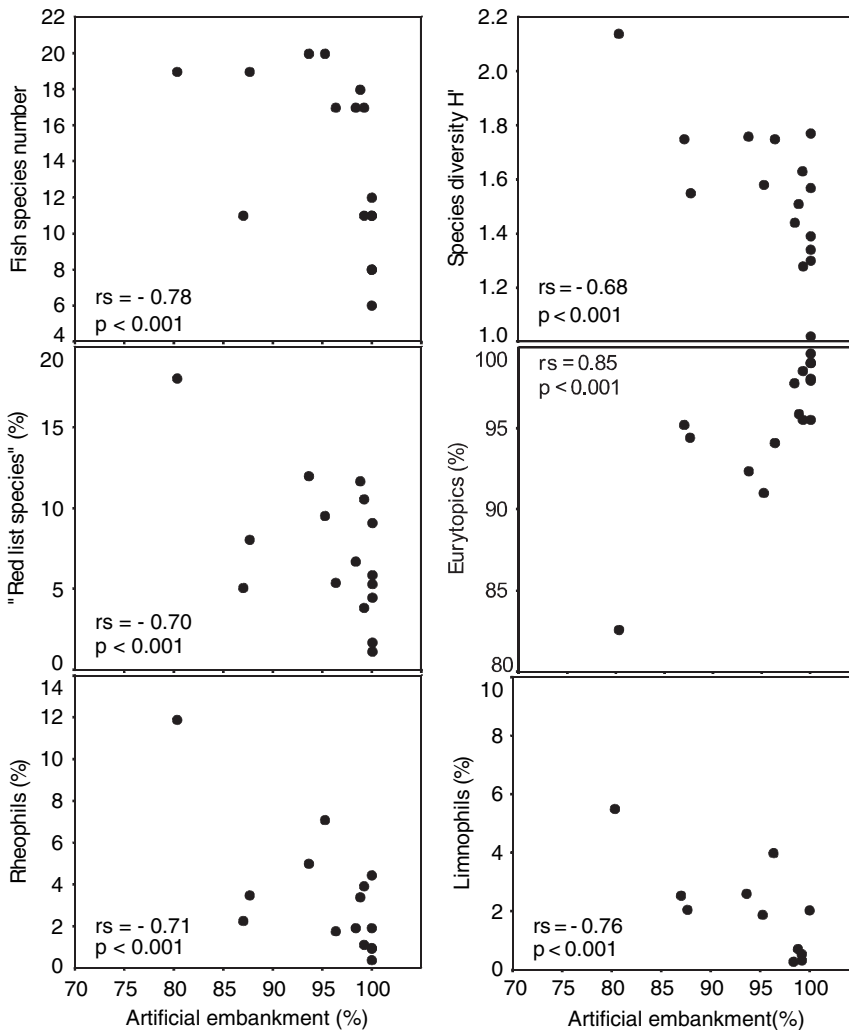 Fish species number
22
20
18
16
14
12
10
8
6
4
rs = - 0.78
p < 0.001
Species diversity H'
2.2
2.0
1.8
1.6
1.4
1.2
1.0
rs = - 0.68
p < 0.001
"Red list species" (%)
20
15
10
5
0
rs = - 0.70
p < 0.001
Eurytopics (%)
100
95
90
85
80
rs = 0.85
p < 0.001
Rheophils (%)
14
12
10
8
6
4
2
0
rs = - 0.71
p < 0.001
70 75 80 85 90 95 100
Artificial embankment (%)
Limnophils (%)
10
8
6
4
2
0
rs = - 0.76
p < 0.001
70 75 80 85 90 95 100
Artificial embankment(%)